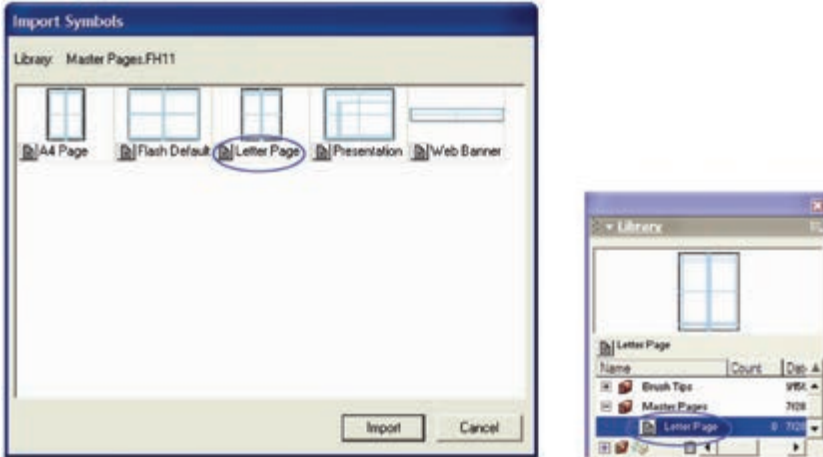 Import Symbols
Library: Master Pages.FH11
A4 Page Flash Default Letter Page Presentation Web Banner
Import Cancel
Library
Letter Page
Name Count
Brush Tips
Master Pages
Letter Page 0